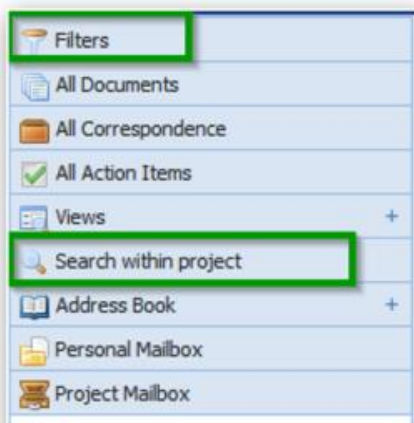 Filters
All Documents
All Correspondence
All Action Items
Views +
Search within project
Address Book +
Personal Mailbox
Project Mailbox